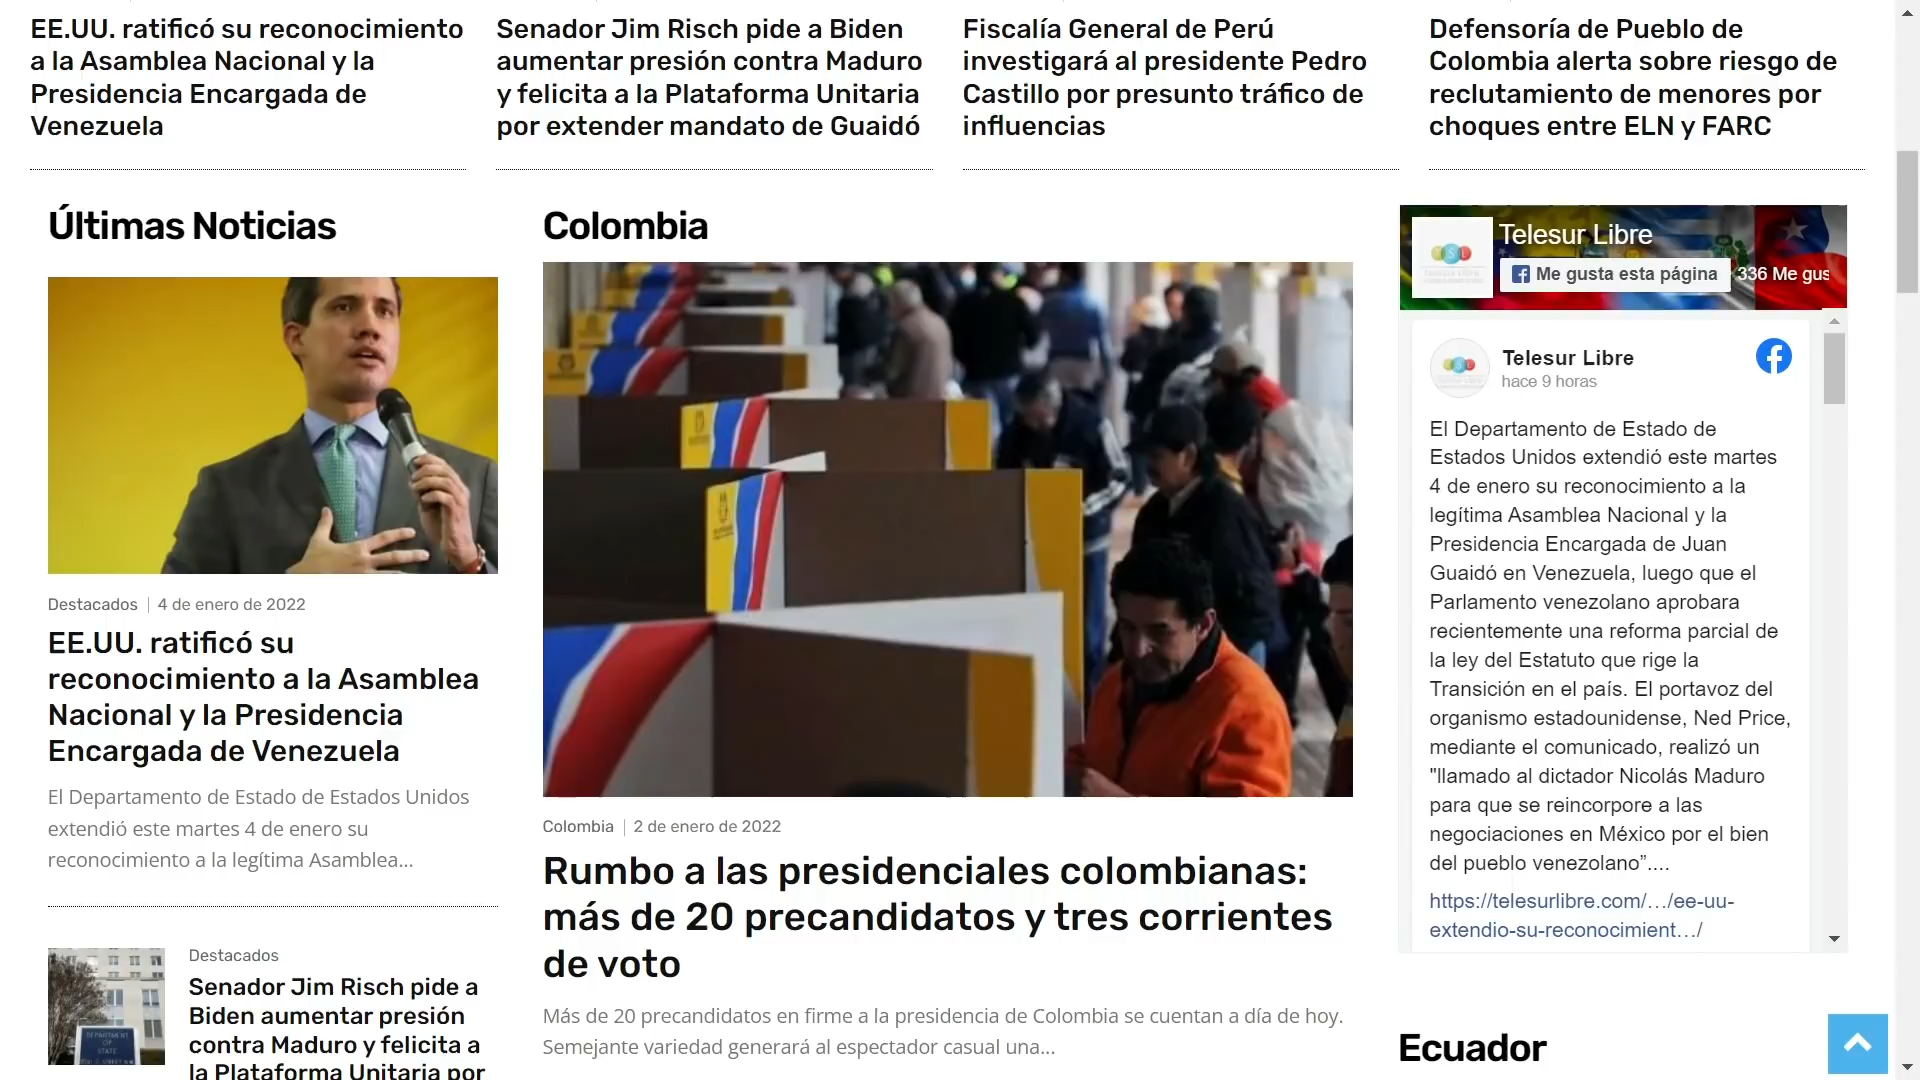 EE.UU. ratificó su reconocimiento
a la Asamblea Nacional y la
Presidencia Encargada de
Venezuela
Senador Jim Risch pide a Biden
aumentar presión contra Maduro
y felicita a la Plataforma Unitaria
por extender mandato de Guaidó
Fiscalía General de Perú
investigará al presidente Pedro
Castillo por presunto tráfico de
influencias
Defensoría de Pueblo de
Colombia alerta sobre riesgo de
reclutamiento de menores por
choques entre ELN y FARC
Últimas Noticias
Destacados | 4 de enero de 2022
EE.UU. ratificó su
reconocimiento a la Asamblea
Nacional y la Presidencia
Encargada de Venezuela
El Departamento de Estado de Estados Unidos
extendió este martes 4 de enero su
reconocimiento a la legítima Asamblea...
DEPARTMENT
OF
STATE
Destacados
Senador Jim Risch pide a
Biden aumentar presión
contra Maduro y felicita a
la Plataforma Unitaria por
Colombia
Colombia | 2 de enero de 2022
Rumbo a las presidenciales colombianas:
más de 20 precandidatos y tres corrientes
de voto
Más de 20 precandidatos en firme a la presidencia de Colombia se cuentan a día de hoy.
Semejante variedad generará al espectador casual una...
Telesur Libre
Me gusta esta página
336 Me gus
Telesur Libre
hace 9 horas
El Departamento de Estado de
Estados Unidos extendió este martes
4 de enero su reconocimiento a la
legítima Asamblea Nacional y la
Presidencia Encargada de Juan
Guaidó en Venezuela, luego que el
Parlamento venezolano aprobara
recientemente una reforma parcial de
la ley del Estatuto que rige la
Transición en el país. El portavoz del
organismo estadounidense, Ned Price,
mediante el comunicado, realizó un
"llamado al dictador Nicolás Maduro
para que se reincorpore a las
negociaciones en México por el bien
del pueblo venezolano”....
https://telesurlibre.com/…/ee-uu-
extendio-su-reconocimient…/
Ecuador